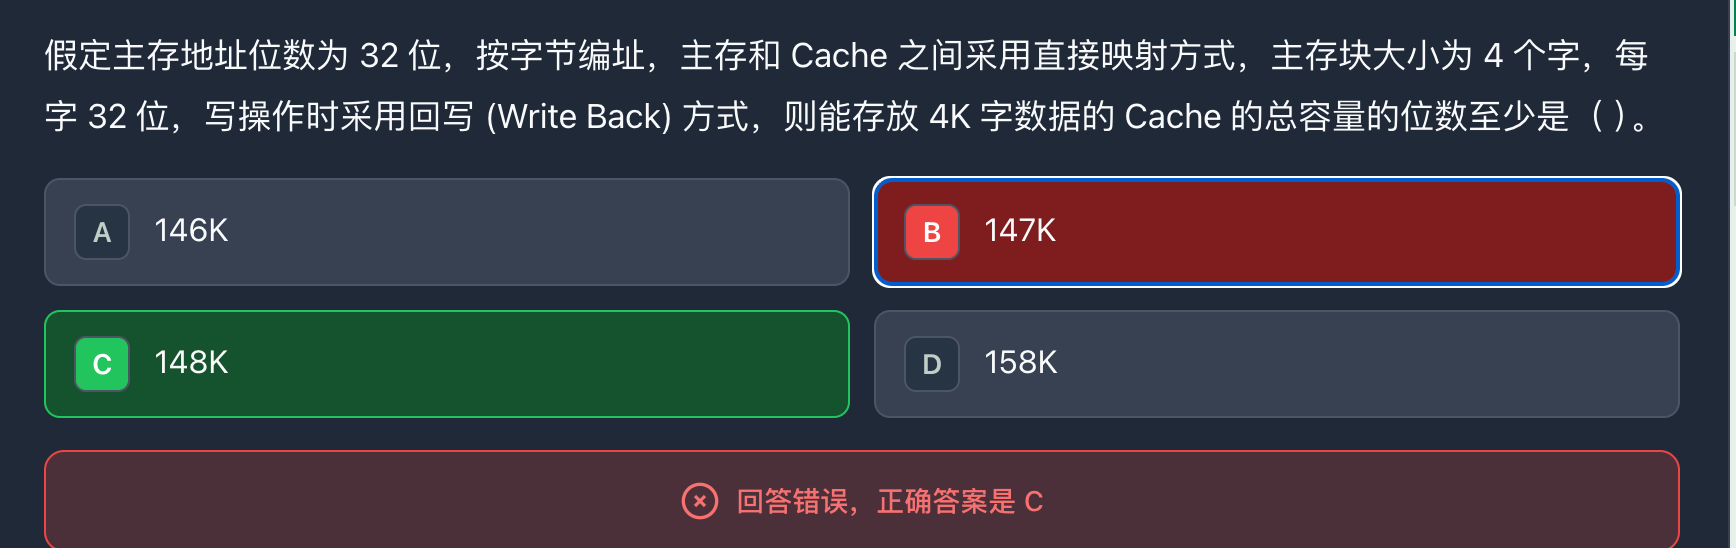 假定主存地址位数为 32 位，按字节编址，主存和 Cache 之间采用直接映射方式，主存块大小为 4 个字，每
字 32 位，写操作时采用回写 (Write Back) 方式，则能存放 4K 字数据的 Cache 的总容量的位数至少是（ ）。
A 146K
B 147K
C 148K
D 158K
回答错误，正确答案是 C